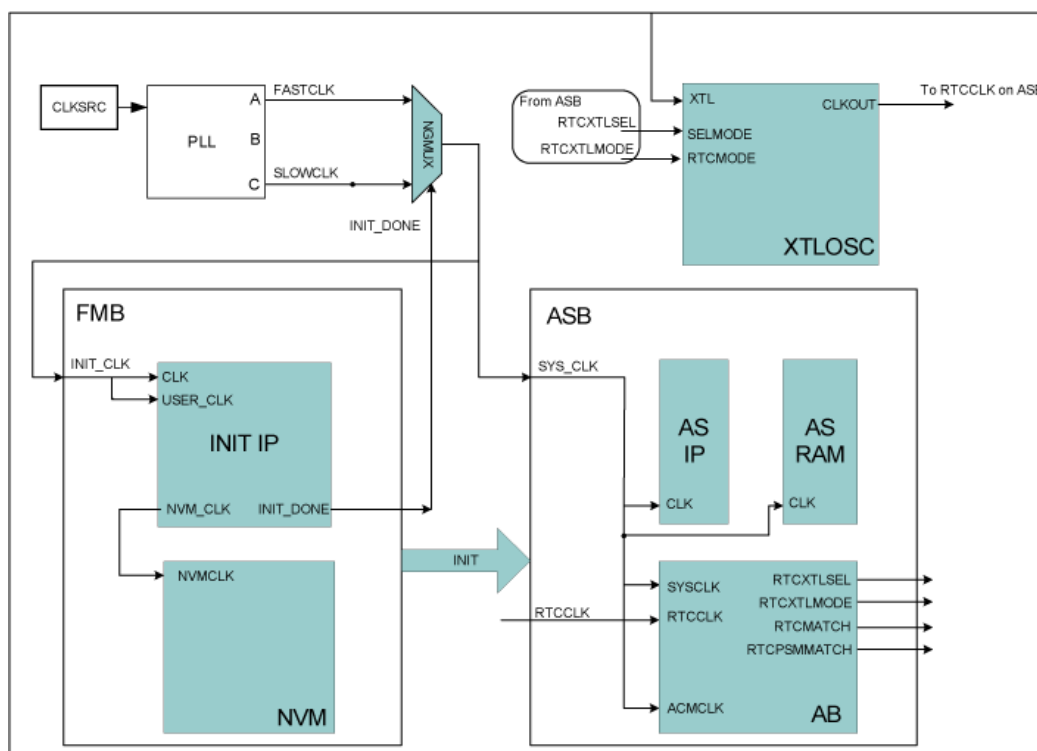 CLKSRC
PLL
A
B
C
FASTCLK
SLOWCLK
NGMUX
INIT_DONE
From ASB
RTCXTLSEL
RTCXTLMODE
XTL
SELMODE
RTCMODE
CLKOUT
XTLOSC
To RTCCLK on ASB
FMB
INIT_CLK
CLK
USER_CLK
INIT IP
NVM_CLK
INIT_DONE
NVMCLK
NVM
INIT
ASB
SYS_CLK
AS
IP
CLK
AS
RAM
CLK
RTCCLK
SYSCLK
RTCCLK
ACMCLK
RTCXTLSEL
RTCXTLMODE
RTCMATCH
RTCPSMMATCH
AB